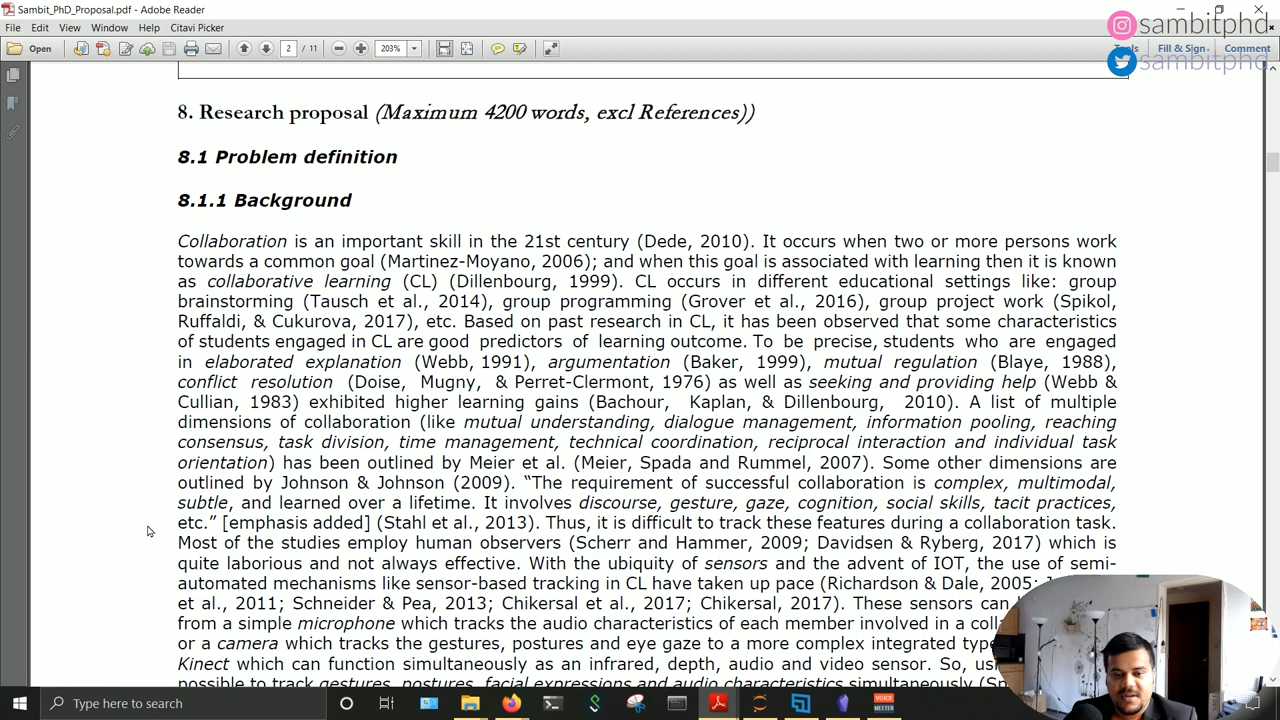 Sambit_PhD_Proposal.pdf - Adobe Reader
File Edit View Window Help Citavi Picker
sambitphd
Open 2 / 11 203% Tools Fill & Sign Comment
sambitphd
8. Research proposal (Maximum 4200 words, excl References))
8.1 Problem definition
8.1.1 Background
Collaboration is an important skill in the 21st century (Dede, 2010). It occurs when two or more persons work
towards a common goal (Martinez-Moyano, 2006); and when this goal is associated with learning then it is known
as collaborative learning (CL) (Dillenbourg, 1999). CL occurs in different educational settings like: group
brainstorming (Tausch et al., 2014), group programming (Grover et al., 2016), group project work (Spikol,
Ruffaldi, & Cukurova, 2017), etc. Based on past research in CL, it has been observed that some characteristics
of students engaged in CL are good predictors of learning outcome. To be precise, students who are engaged
in elaborated explanation (Webb, 1991), argumentation (Baker, 1999), mutual regulation (Blaye, 1988),
conflict resolution (Doise, Mugny, & Perret-Clermont, 1976) as well as seeking and providing help (Webb &
Cullian, 1983) exhibited higher learning gains (Bachour, Kaplan, & Dillenbourg, 2010). A list of multiple
dimensions of collaboration (like mutual understanding, dialogue management, information pooling, reaching
consensus, task division, time management, technical coordination, reciprocal interaction and individual task
orientation) has been outlined by Meier et al. (Meier, Spada and Rummel, 2007). Some other dimensions are
outlined by Johnson & Johnson (2009). “The requirement of successful collaboration is complex, multimodal,
subtle, and learned over a lifetime. It involves discourse, gesture, gaze, cognition, social skills, tacit practices,
etc.” [emphasis added] (Stahl et al., 2013). Thus, it is difficult to track these features during a collaboration task.
Most of the studies employ human observers (Scherr and Hammer, 2009; Davidsen & Ryberg, 2017) which is
quite laborious and not always effective. With the ubiquity of sensors and the advent of IOT, the use of semi-
automated mechanisms like sensor-based tracking in CL have taken up pace (Richardson & Dale, 2005;
et al., 2011; Schneider & Pea, 2013; Chikersal et al., 2017; Chikersal, 2017). These sensors can
from a simple microphone which tracks the audio characteristics of each member involved in a
or a camera which tracks the gestures, postures and eye gaze to a more complex integrated
Kinect which can function simultaneously as an infrared, depth, audio and video sensor. So,
possible to track gestures, postures, facial expressions and audio characteristics simultaneously
Type here to search
VOICE
MEETER